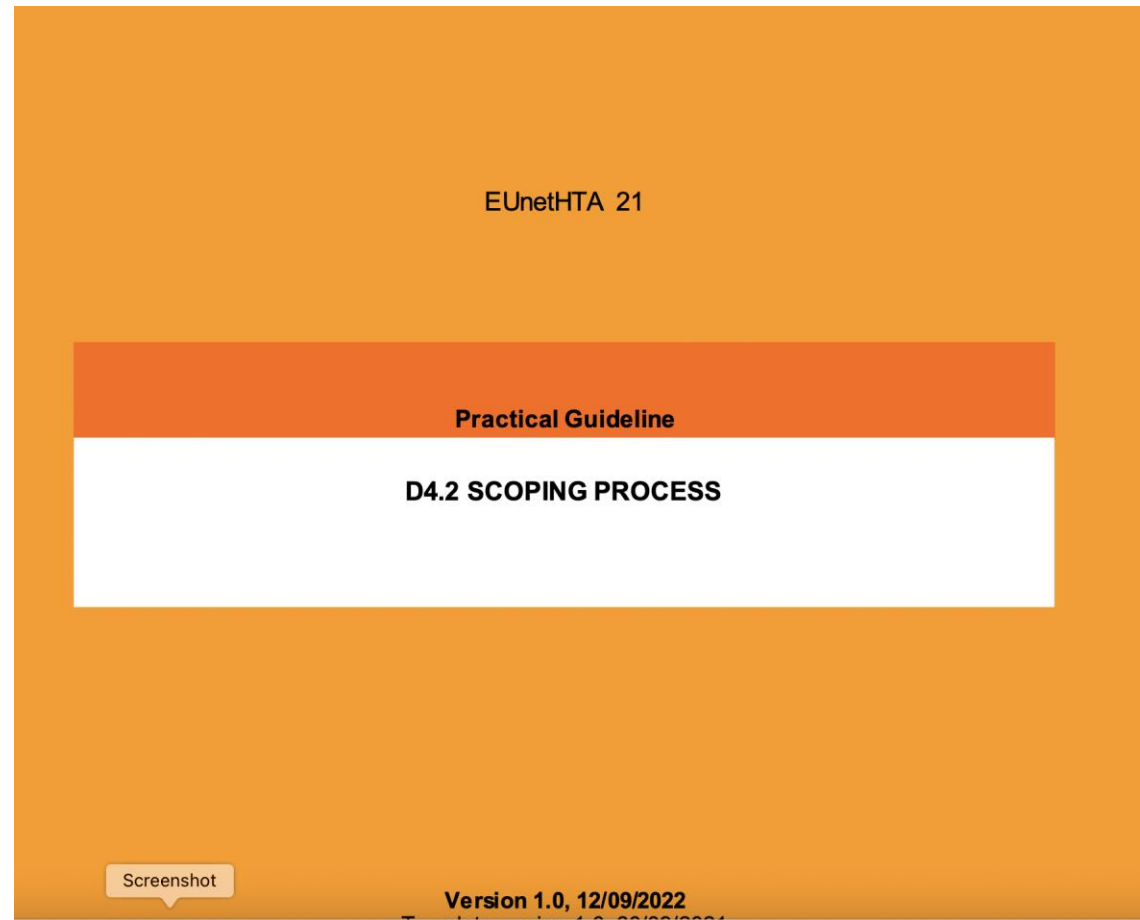 EUnetHTA 21
Practical Guideline
D4.2 SCOPING PROCESS
Screenshot
Version 1.0, 12/09/2022